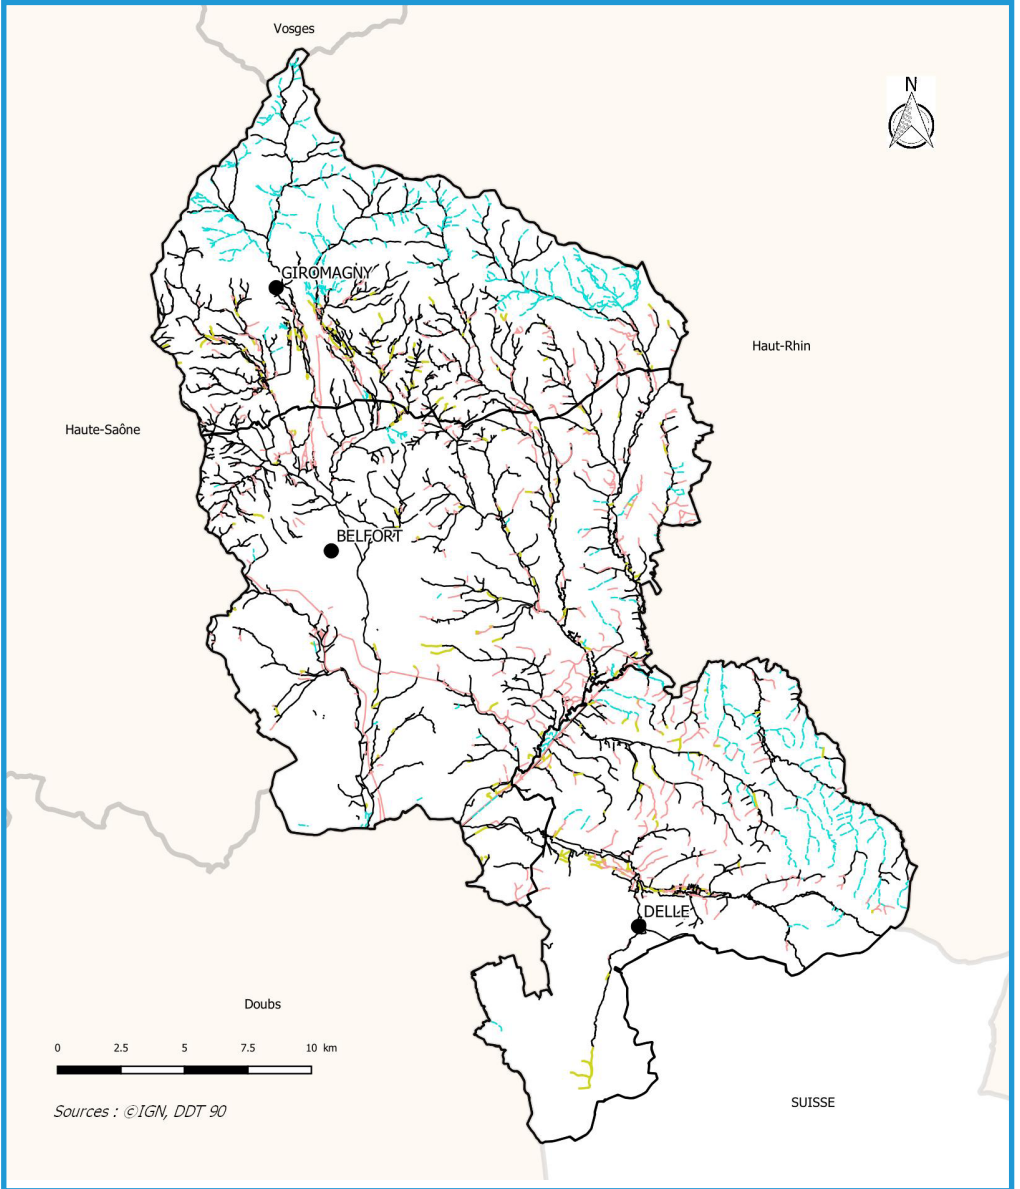 Vosges
N
GIROMAGNY
Haut-Rhin
Haute-Saône
BELFORT
DELLE
Doubs
0 2.5 5 7.5 10 km
SUISSE
Sources : ©IGN, DDT 90